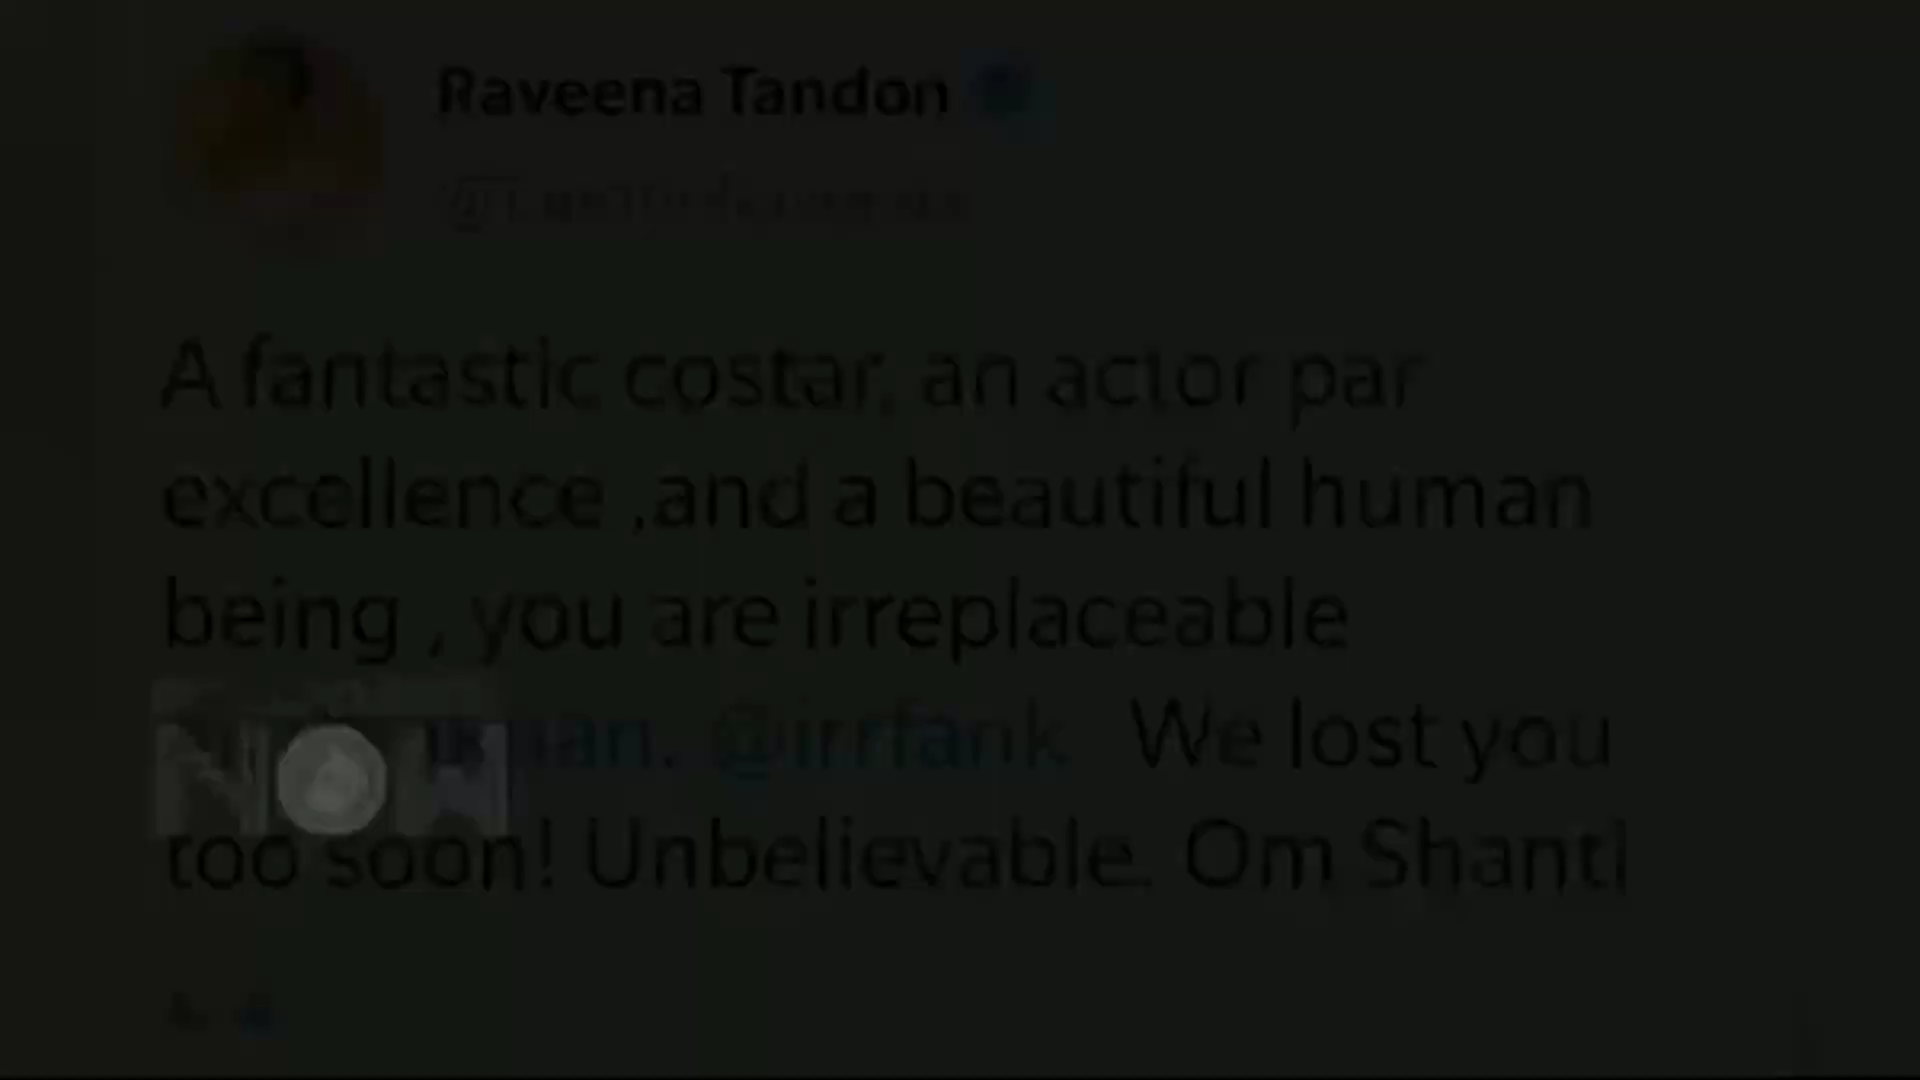 Raveena Tandon
A fantastic costar, an actor par
excellence ,and a beautiful human
being , you are irreplaceable
@irrfank We lost you
too soon! Unbelievable. Om Shanti